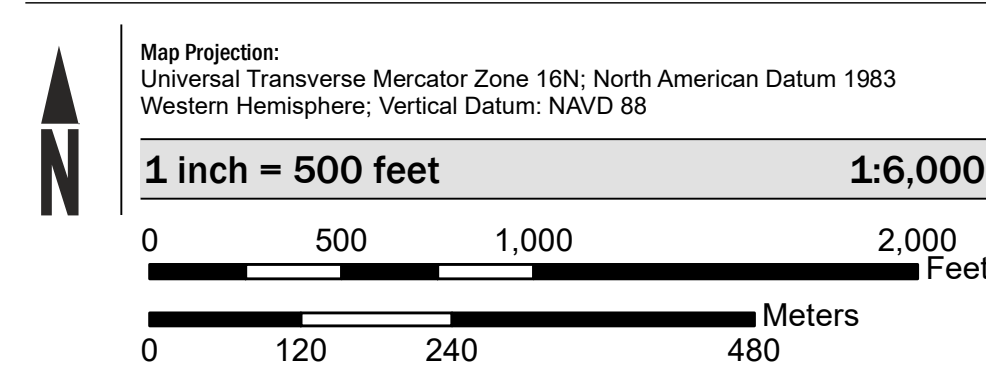 N
Map Projection:
Universal Transverse Mercator Zone 16N; North American Datum 1983
Western Hemisphere; Vertical Datum: NAVD 88
1 inch = 500 feet 1:6,000
0 500 1,000 2,000
Feet
Meters
0 120 240 480